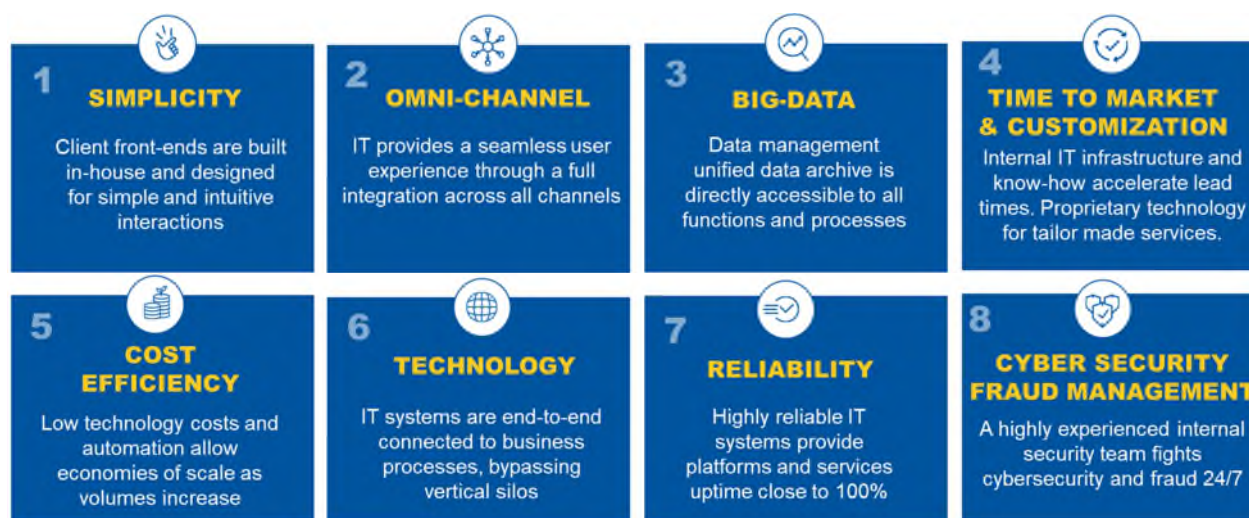 1
SIMPLICITY
Client front-ends are built
in-house and designed
for simple and intuitive
interactions
2
OMNI-CHANNEL
IT provides a seamless user
experience through a full
integration across all channels
3
BIG-DATA
Data management
unified data archive is
directly accessible to all
functions and processes
4
TIME TO MARKET
& CUSTOMIZATION
Internal IT infrastructure and
know-how accelerate lead
times. Proprietary technology
for tailor made services.
5
COST
EFFICIENCY
Low technology costs and
automation allow
economies of scale as
volumes increase
6
TECHNOLOGY
IT systems are end-to-end
connected to business
processes, bypassing
vertical silos
7
RELIABILITY
Highly reliable IT
systems provide
platforms and services
uptime close to 100%
8
CYBER SECURITY
FRAUD MANAGEMENT
A highly experienced internal
security team fights
cybersecurity and fraud 24/7